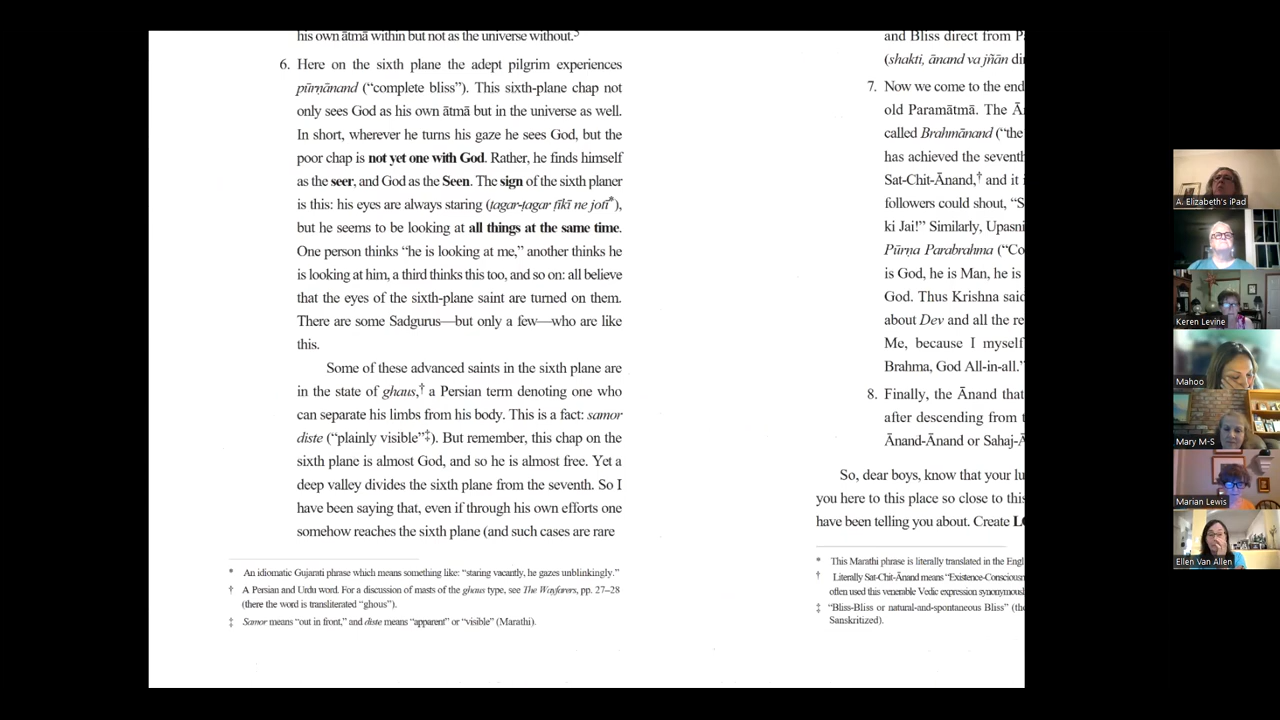 his own ātmā within but not as the universe without.⁵
6. Here on the sixth plane the adept pilgrim experiences
pūrṇānand (“complete bliss”). This sixth-plane chap not
only sees God as his own ātmā but in the universe as well.
In short, wherever he turns his gaze he sees God, but the
poor chap is not yet one with God. Rather, he finds himself
as the seer, and God as the Seen. The sign of the sixth planer
is this: his eyes are always staring (ṭagar-ṭagar ṭīkī ne jotī*),
but he seems to be looking at all things at the same time.
One person thinks “he is looking at me,” another thinks he
is looking at him, a third thinks this too, and so on: all believe
that the eyes of the sixth-plane saint are turned on them.
There are some Sadgurus—but only a few—who are like
this.
Some of these advanced saints in the sixth plane are
in the state of ghaus,† a Persian term denoting one who
can separate his limbs from his body. This is a fact: samor
diste (“plainly visible”‡). But remember, this chap on the
sixth plane is almost God, and so he is almost free. Yet a
deep valley divides the sixth plane from the seventh. So I
have been saying that, even if through his own efforts one
somehow reaches the sixth plane (and such cases are rare
* An idiomatic Gujarati phrase which means something like: “staring vacantly, he gazes unblinkingly.”
† A Persian and Urdu word. For a discussion of masts of the ghaus type, see The Wayfarers, pp. 27–28
(there the word is transliterated “ghous”).
‡ Samor means “out in front,” and diste means “apparent” or “visible” (Marathi).
and Bliss direct from Pa
(shakti, ānand va jñān di
7. Now we come to the end
old Paramātmā. The Ān
called Brahmānand (“the
has achieved the seventh
Sat-Chit-Ānand,† and it i
followers could shout, “S
ki Jai!” Similarly, Upasni
Pūrṇa Parabrahma (“Co
is God, he is Man, he is
God. Thus Krishna said
about Dev and all the re
Me, because I myself
Brahma, God All-in-all.”
8. Finally, the Ānand that
after descending from t
Ānand-Ānand or Sahaj-Ā
So, dear boys, know that your lu
you here to this place so close to this
have been telling you about. Create LO
* This Marathi phrase is literally translated in the Engl
† Literally Sat-Chit-Ānand means “Existence-Consciousn
often used this venerable Vedic expression synonymousl
‡ “Bliss-Bliss or natural-and-spontaneous Bliss” (the
Sanskritized).
A. Elizabeth's iPad
Keren Levine
Mahoo
Mary M-S
Marian Lewis
Ellen Van Allen